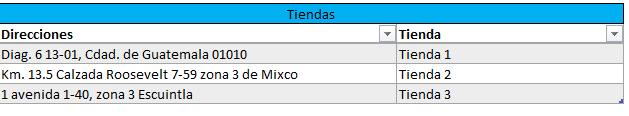 Tiendas
Direcciones Tienda
Diag. 6 13-01, Cdad. de Guatemala 01010 Tienda 1
Km. 13.5 Calzada Roosevelt 7-59 zona 3 de Mixco Tienda 2
1 avenida 1-40, zona 3 Escuintla Tienda 3